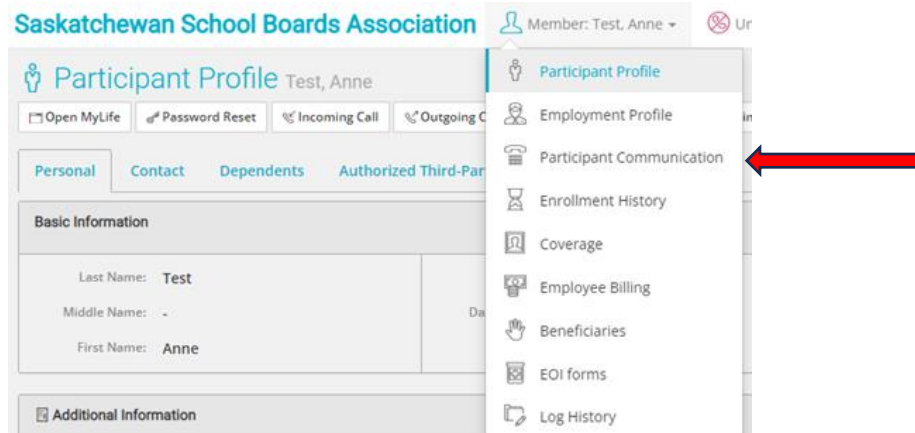 Saskatchewan School Boards Association
Member: Test, Anne
Participant Profile Test, Anne
Open MyLife
Password Reset
Incoming Call
Outgoing
Personal
Contact
Dependents
Authorized
Basic Information
Last Name: Test
Middle Name: -
First Name: Anne
Additional Information
Participant Profile
Employment Profile
Participant Communication
Enrollment History
Coverage
Employee Billing
Beneficiaries
EOI forms
Log History